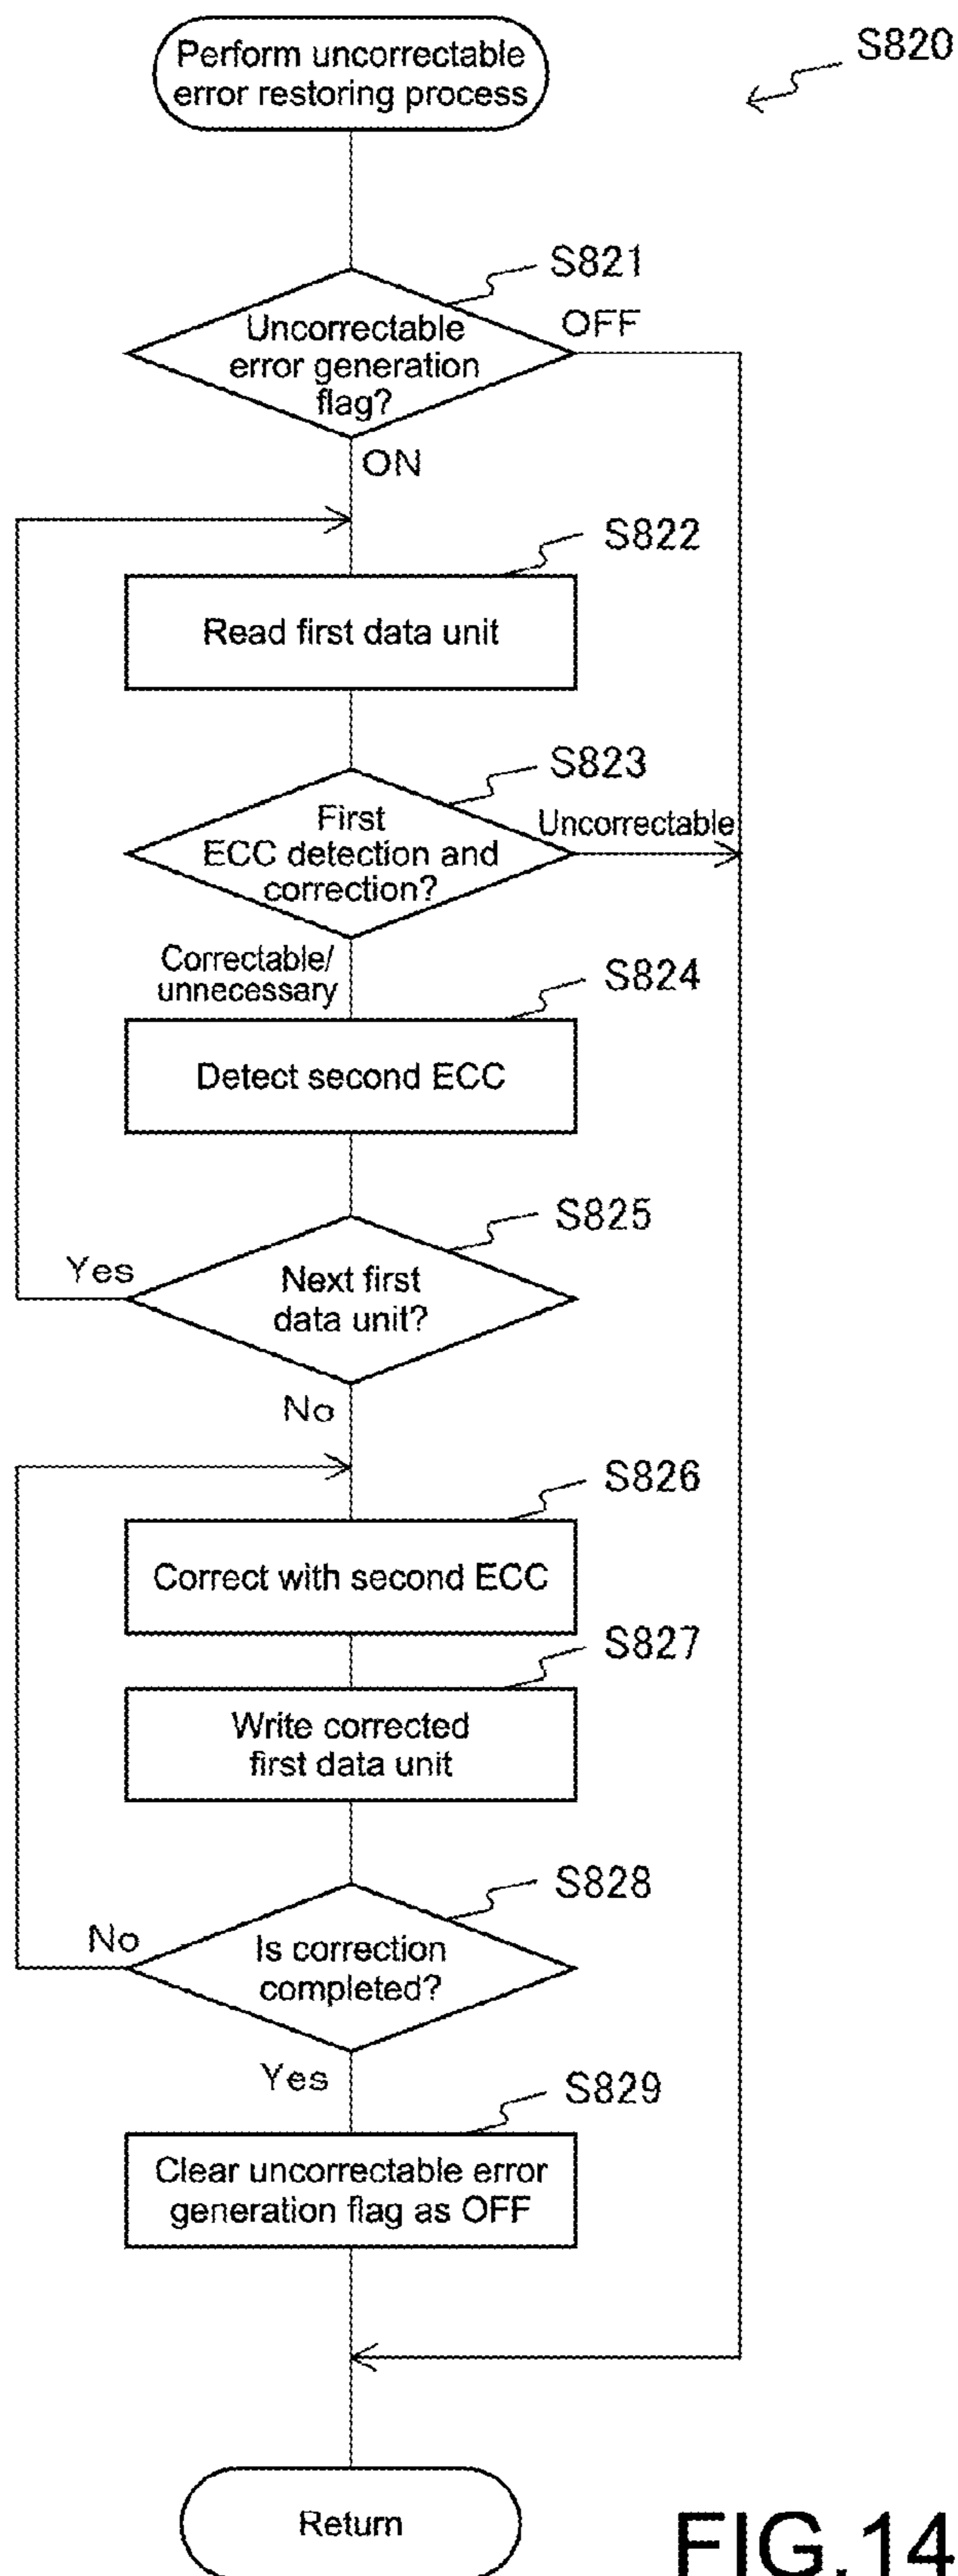 Perform uncorrectable
error restoring process
S820
S821
Uncorrectable
error generation
flag?
OFF
ON
S822
Read first data unit
S823
First
ECC detection and
correction?
Uncorrectable
Correctable/
unnecessary
S824
Detect second ECC
S825
Yes
Next first
data unit?
No
S826
Correct with second ECC
S827
Write corrected
first data unit
S828
No
Is correction
completed?
Yes
S829
Clear uncorrectable error
generation flag as OFF
Return
FIG.14